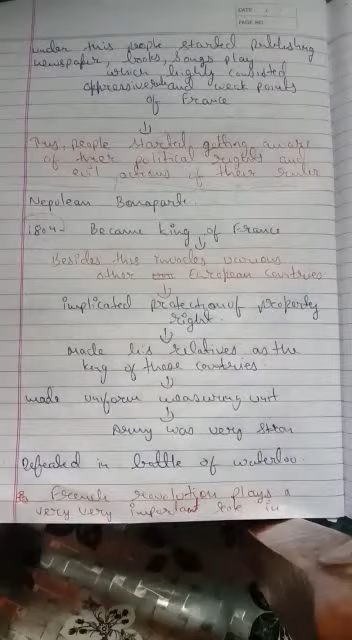 DATE
PAGE NO.
under this people started publishing
newspaper, books, songs play
which highly consisted
oppressive and weak points
of France
Thus, people started getting aware
of their political rights and
evil actions of their ruler
Nepolean Bonaparte.
1804- Became king of France
Besides this invades various
other European Countries
implicated protection of property
right.
made his relatives as the
king of those countries.
made uniform measuring unit
Army was very stron
Defeated in battle of waterloo.
French revolution plays a
very very important role in